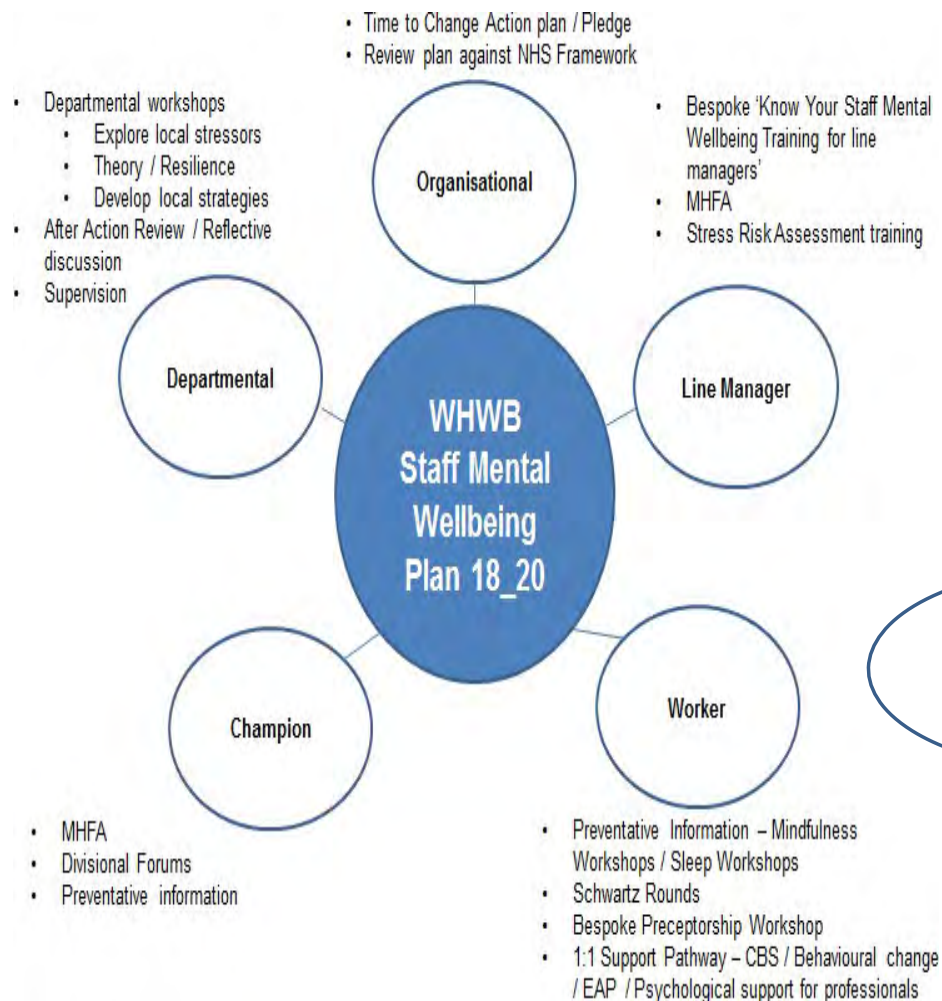 • Time to Change Action plan / Pledge
• Review plan against NHS Framework
• Departmental workshops
• Explore local stressors
• Theory / Resilience
• Develop local strategies
• After Action Review / Reflective
discussion
• Supervision
• Bespoke ‘Know Your Staff Mental
Wellbeing Training for line
managers’
• MHFA
• Stress Risk Assessment training
Organisational
Departmental
Line Manager
WHWB
Staff Mental
Wellbeing
Plan 18_20
Champion
Worker
• MHFA
• Divisional Forums
• Preventative information
• Preventative Information – Mindfulness
Workshops / Sleep Workshops
• Schwartz Rounds
• Bespoke Preceptorship Workshop
• 1:1 Support Pathway – CBS / Behavioural change
/ EAP / Psychological support for professionals